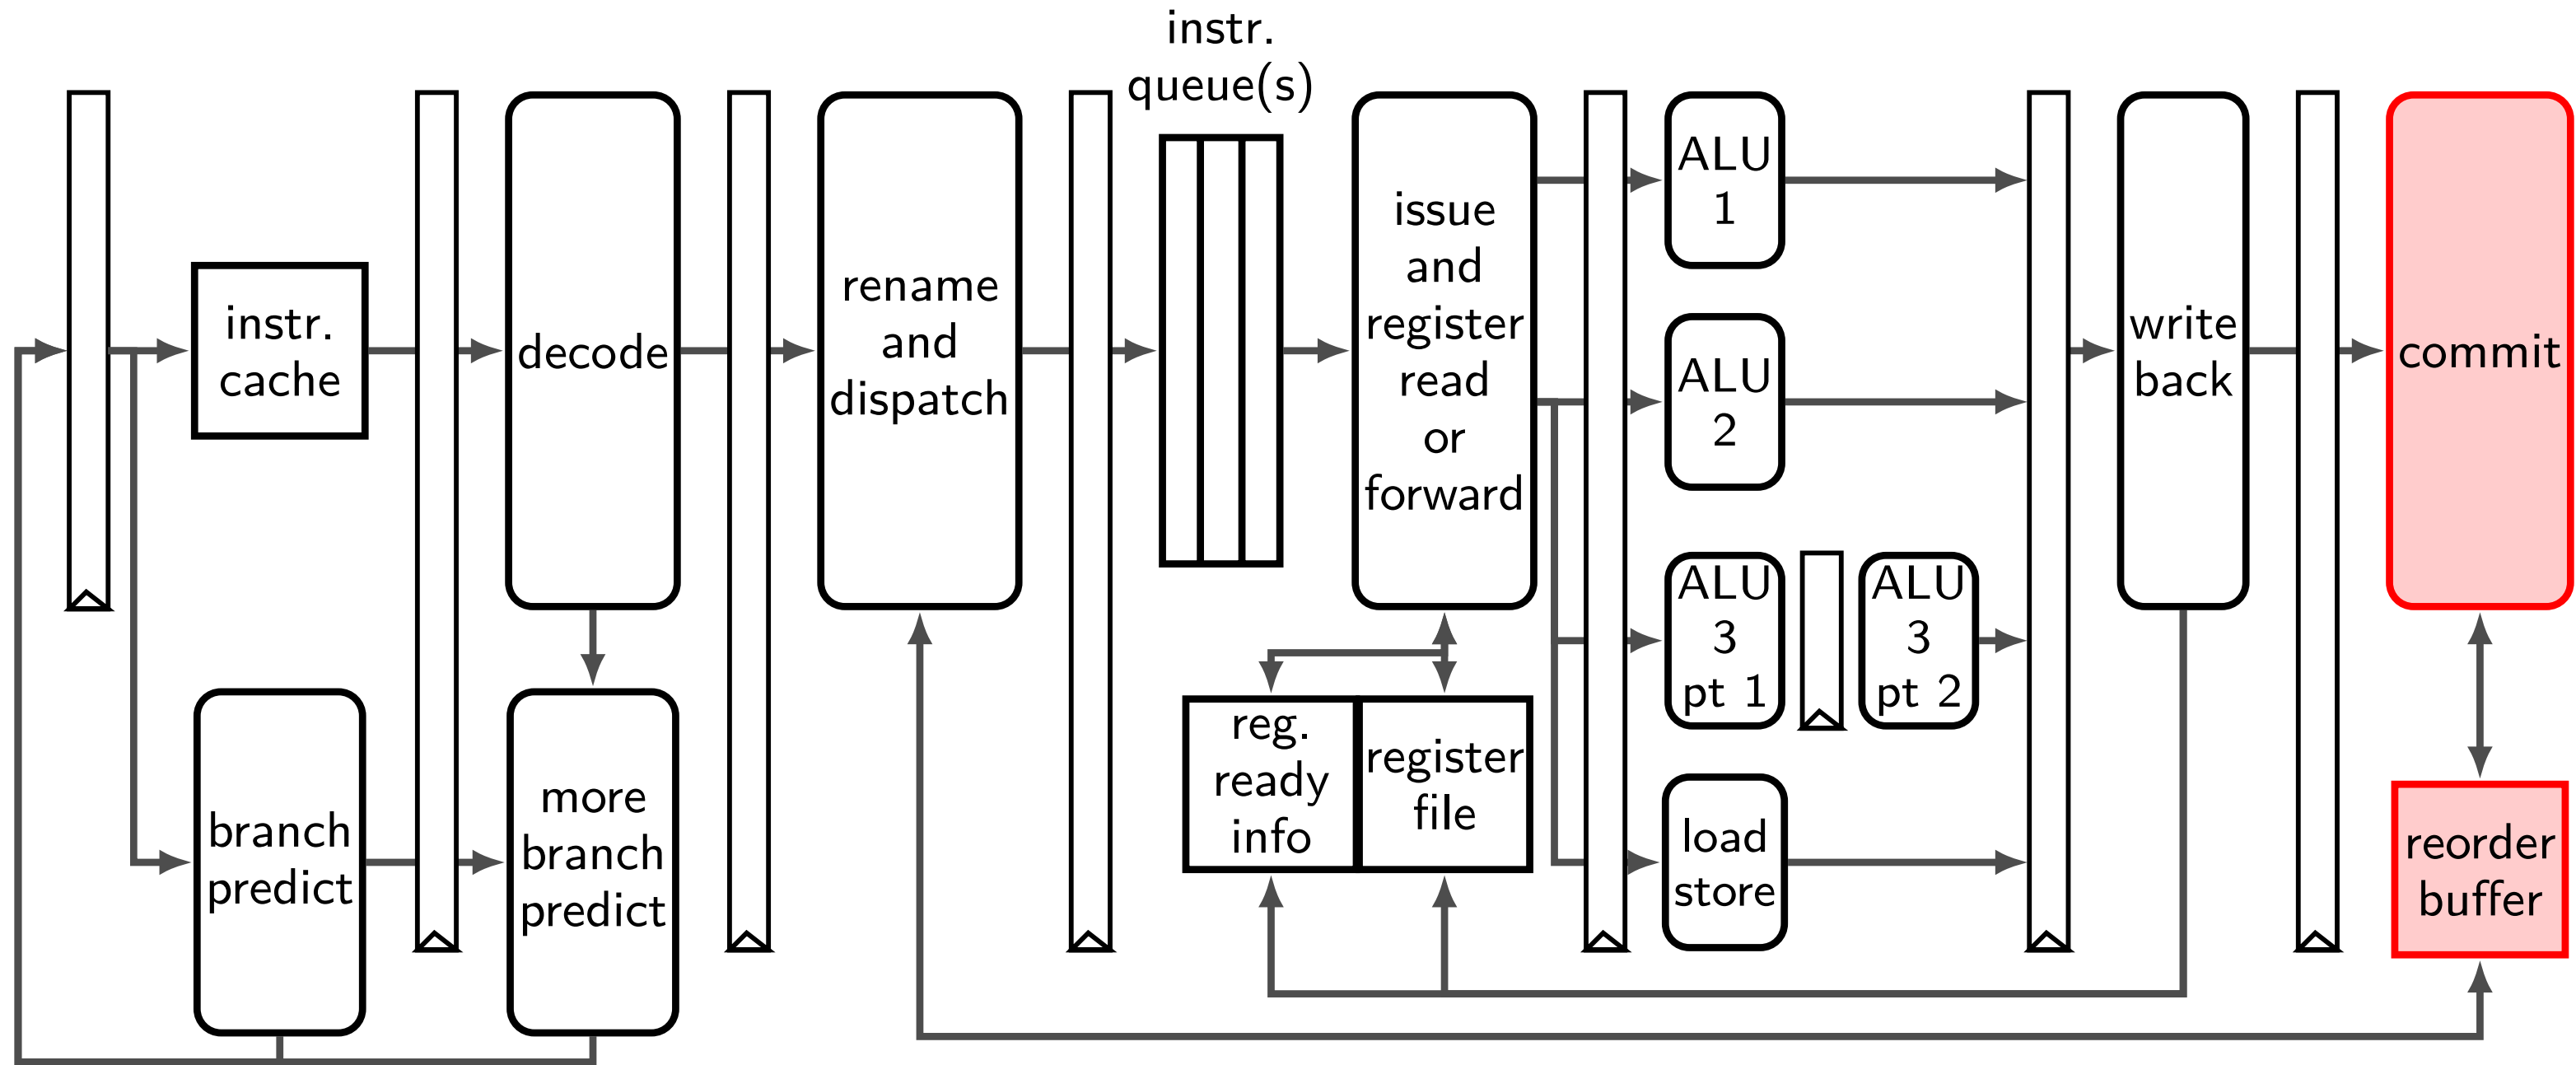 instr.
queue(s)
instr.
cache
decode
rename
and
dispatch
issue
and
register
read
or
forward
ALU
1
ALU
2
ALU
3
pt 1
ALU
3
pt 2
load
store
write
back
commit
branch
predict
more
branch
predict
reg.
ready
info
register
file
reorder
buffer